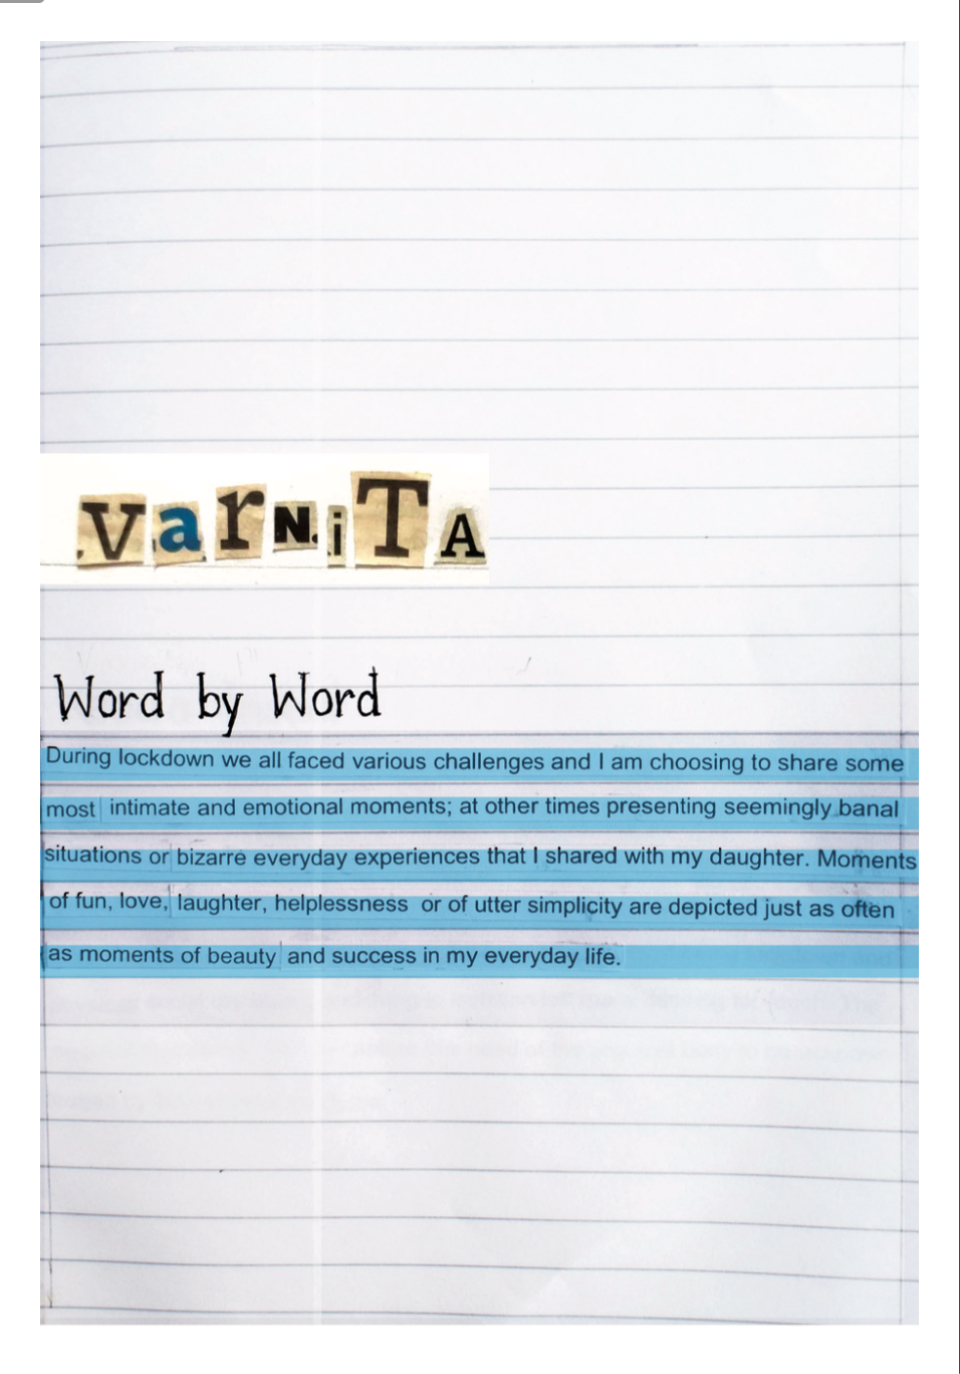 varN.iTA
Word by Word
During lockdown we all faced various challenges and I am choosing to share some
most intimate and emotional moments; at other times presenting seemingly banal
situations or bizarre everyday experiences that I shared with my daughter. Moments
of fun, love, laughter, helplessness or of utter simplicity are depicted just as often
as moments of beauty and success in my everyday life.